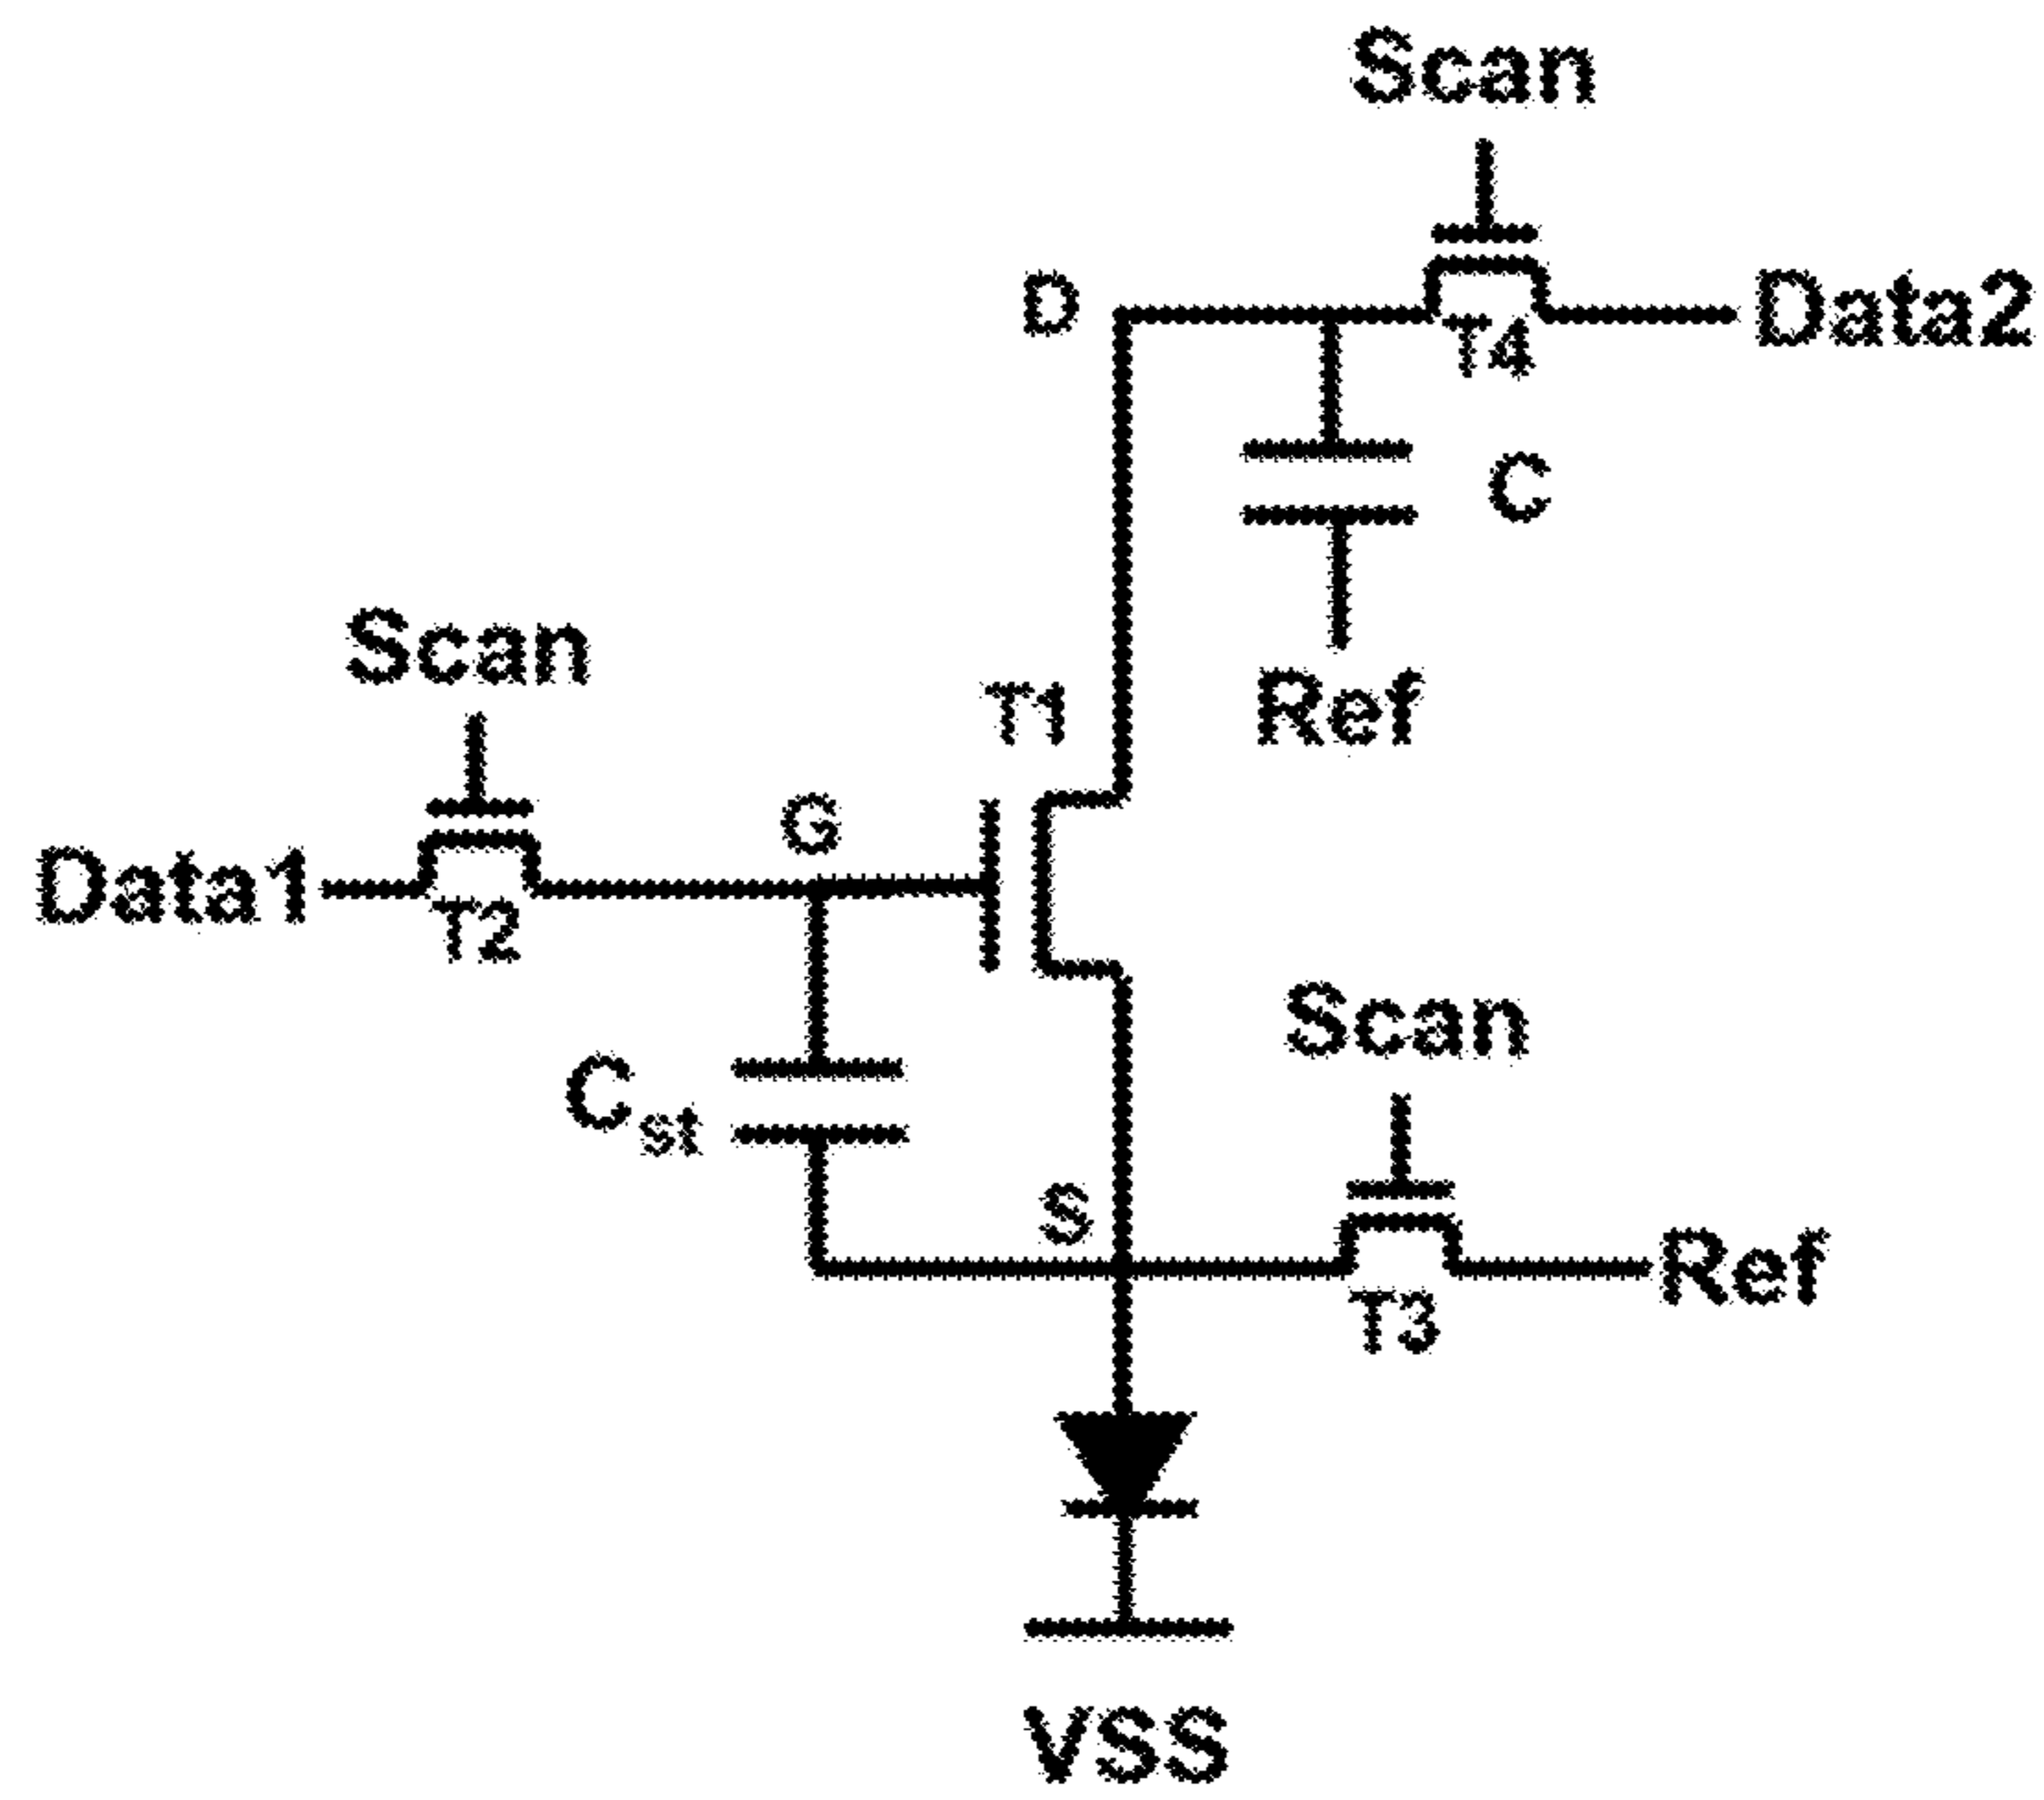 Scan
D
T4
Data2
C
Scan
T1
Ref
G
Data1
T2
Scan
Cst
S
Ref
T3
VSS